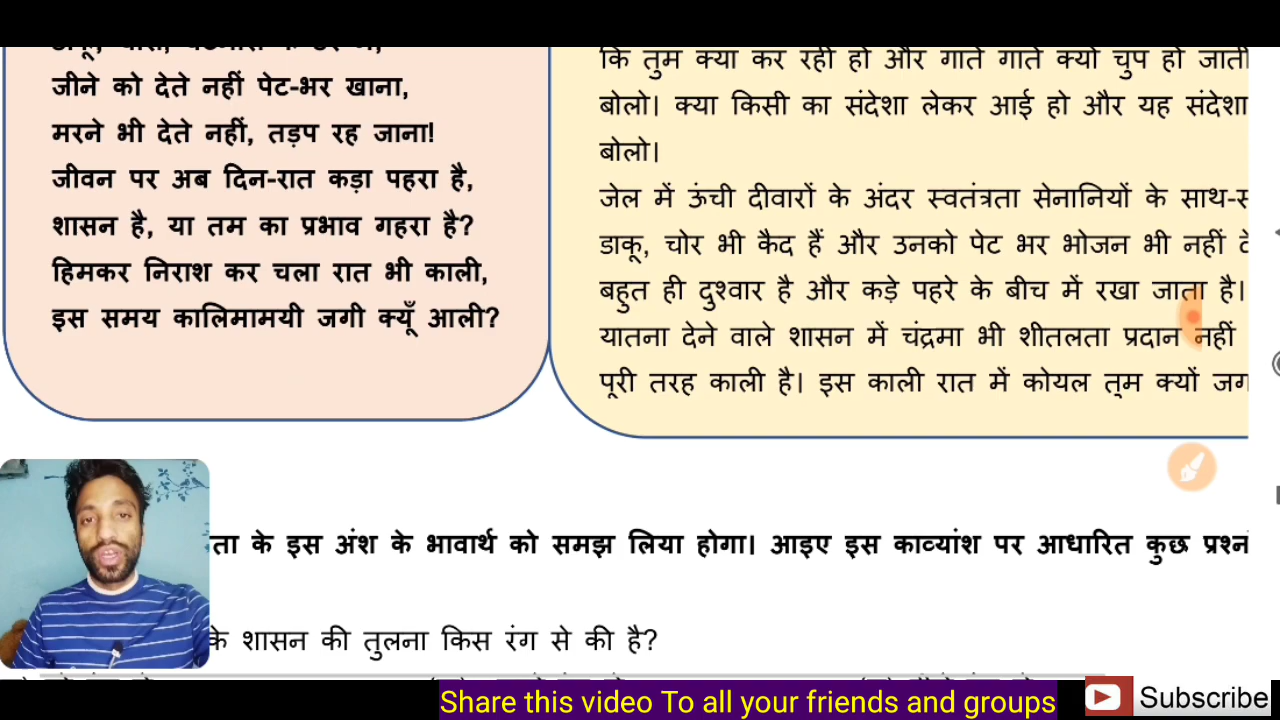 जीने को देते नहीं पेट-भर खाना,
मरने भी देते नहीं, तड़प रह जाना!
जीवन पर अब दिन-रात कड़ा पहरा है,
शासन है, या तम का प्रभाव गहरा है?
हिमकर निराश कर चला रात भी काली,
इस समय कालिमामयी जगी क्यूँ आली?
कि तुम क्या कर रही हो और गाते गाते क्यो चुप हो जाती
बोलो। क्या किसी का संदेशा लेकर आई हो और यह संदेशा
बोलो।
जेल में ऊंची दीवारों के अंदर स्वतंत्रता सेनानियों के साथ-
डाकू, चोर भी कैद हैं और उनको पेट भर भोजन भी नहीं
बहुत ही दुश्वार है और कड़े पहरे के बीच में रखा जाता है।
यातना देने वाले शासन में चंद्रमा भी शीतलता प्रदान नहीं
पूरी तरह काली है। इस काली रात में कोयल तुम क्यों जग
ता के इस अंश के भावार्थ को समझ लिया होगा। आइए इस काव्यांश पर आधारित कुछ
के शासन की तुलना किस रंग से की है?
Share this video To all your friends and groups
Subscribe